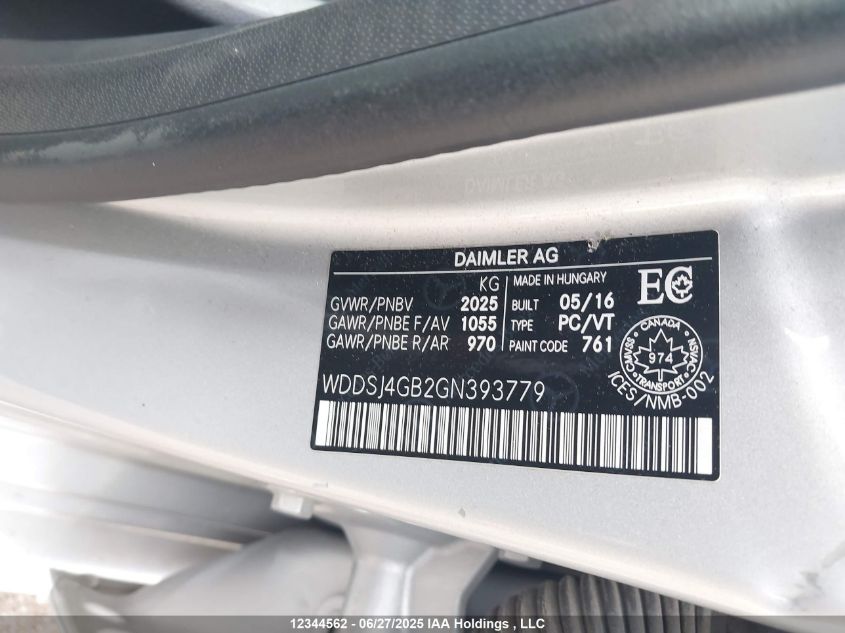 DAIMLER AG
KG
MADE IN HUNGARY
GVWR/PNBV 2025
BUILT 05/16
GAWR/PNBE F/AV 1055
TYPE PC/VT
GAWR/PNBE R/AR 970
PAINT CODE 761
EC
CANADA
974
TRANSPORT
CMVSS
NSVAC
ICES/NMB-002
WDDSJ4GB2GN393779
12344562 - 06/27/2025 IAA Holdings , LLC